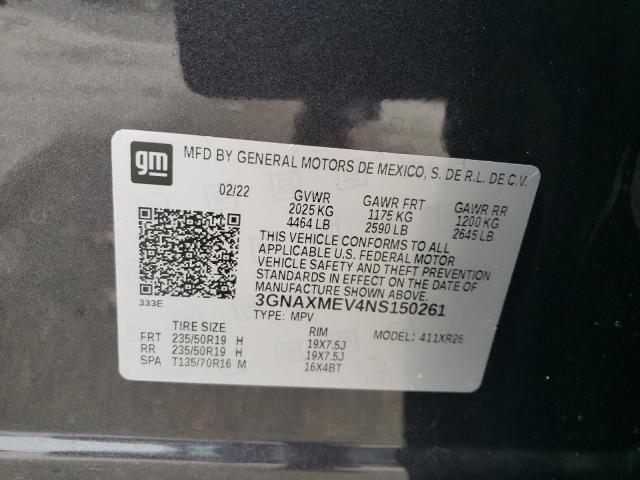 gm MFD BY GENERAL MOTORS DE MEXICO, S. DE R.L. DE C.V.
02/22 GVWR GAWR FRT GAWR RR
2025 KG 1175 KG 1200 KG
4464 LB 2590 LB 2645 LB
THIS VEHICLE CONFORMS TO ALL
APPLICABLE U.S. FEDERAL MOTOR
VEHICLE SAFETY AND THEFT PREVENTION
STANDARDS IN EFFECT ON THE DATE OF
MANUFACTURE SHOWN ABOVE.
333E 3GNAXMEV4NS150261
TYPE: MPV
TIRE SIZE RIM MODEL: 411XR26
FRT 235/50R19 H 19X7.5J
RR 235/50R19 H 19X7.5J
SPA T135/70R16 M 16X4BT